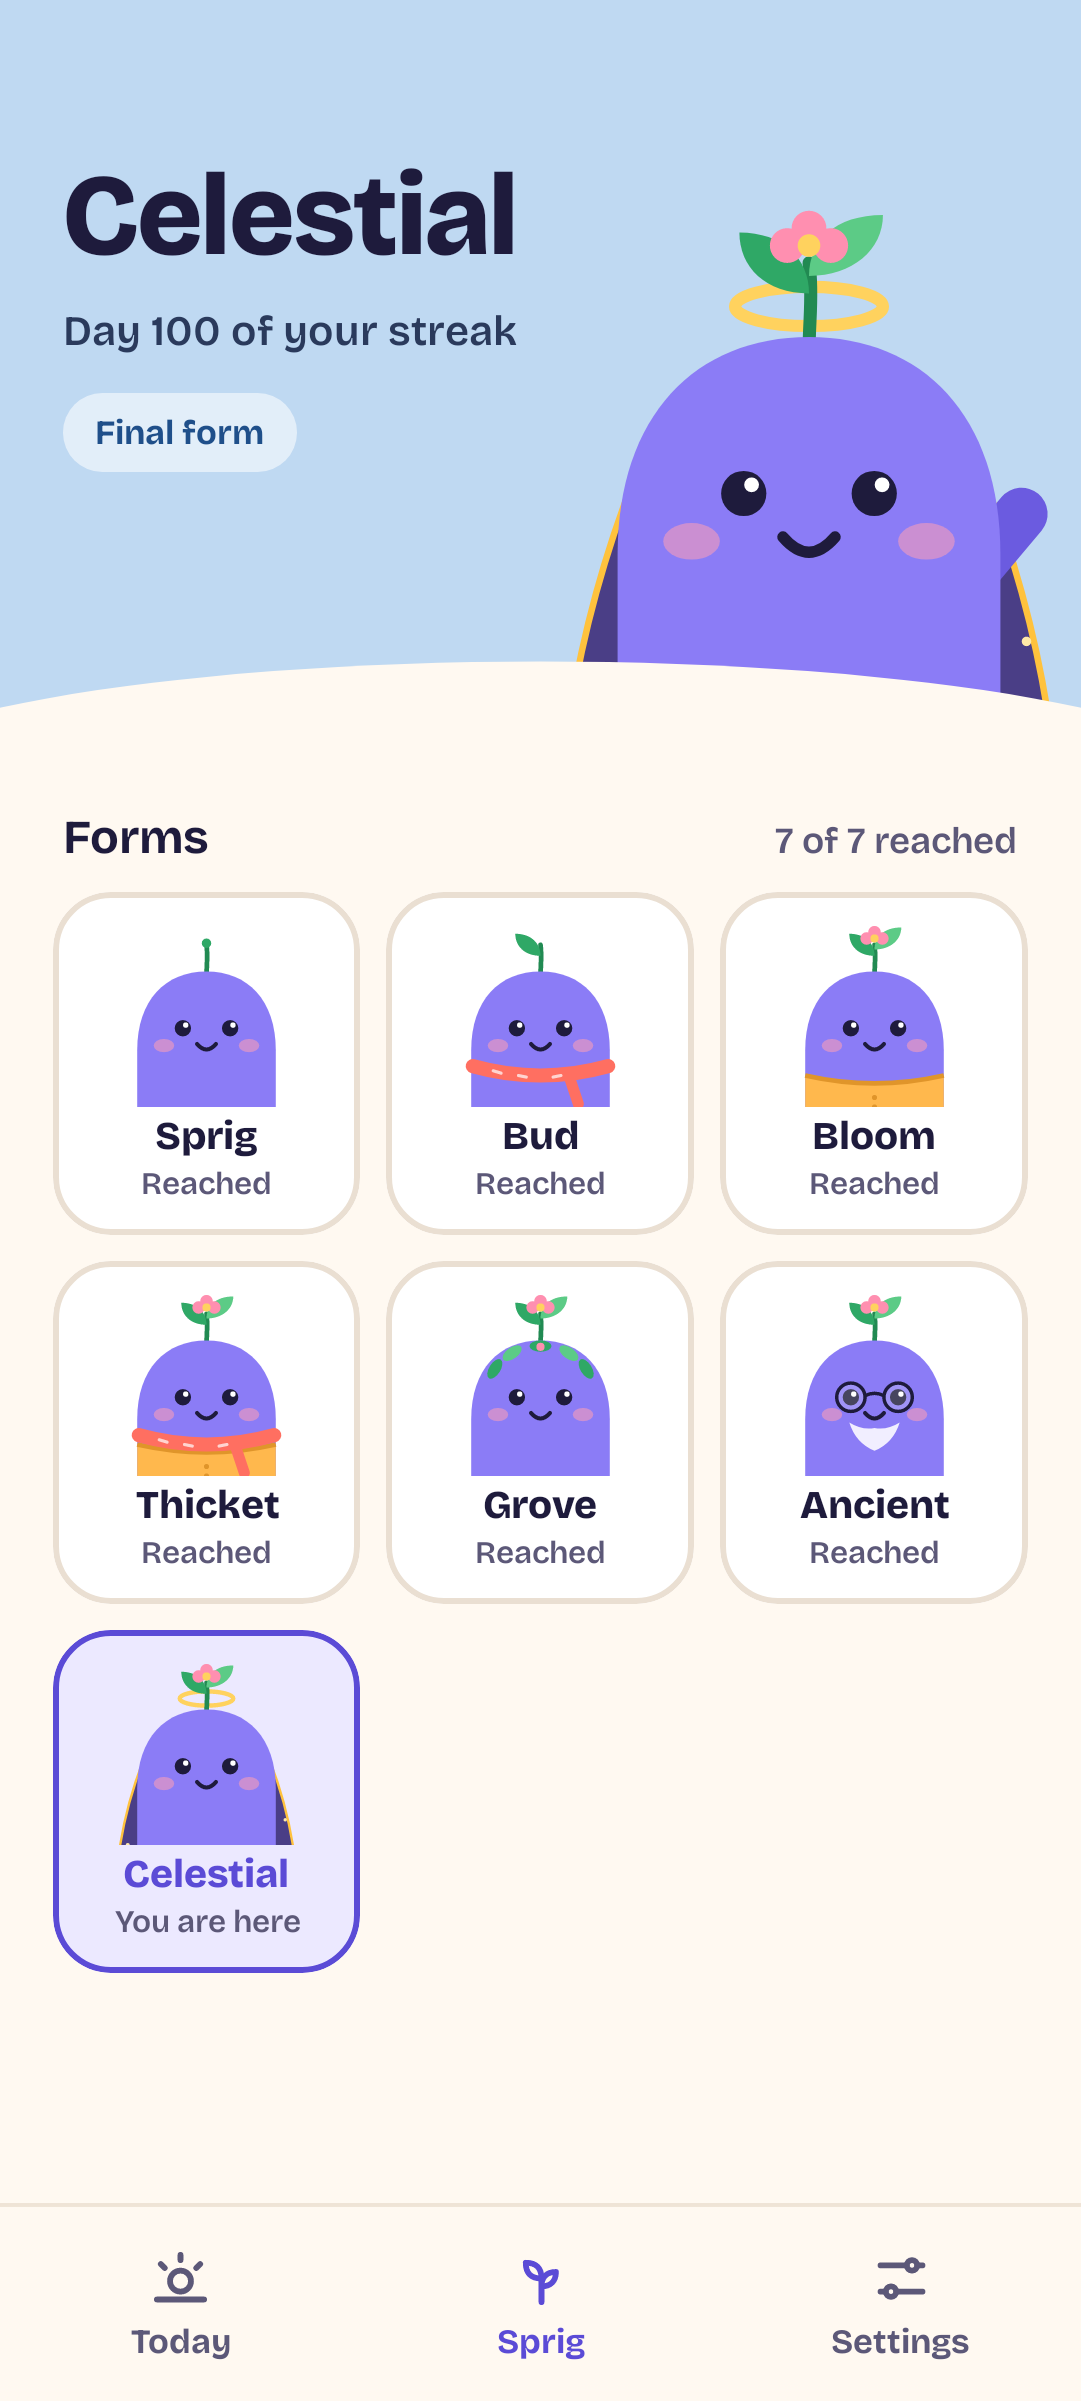 Celestial
Day 100 of your streak
Final form
Forms
7 of 7 reached
Sprig
Reached
Bud
Reached
Bloom
Reached
Thicket
Reached
Grove
Reached
Ancient
Reached
Celestial
You are here
Today
Sprig
Settings